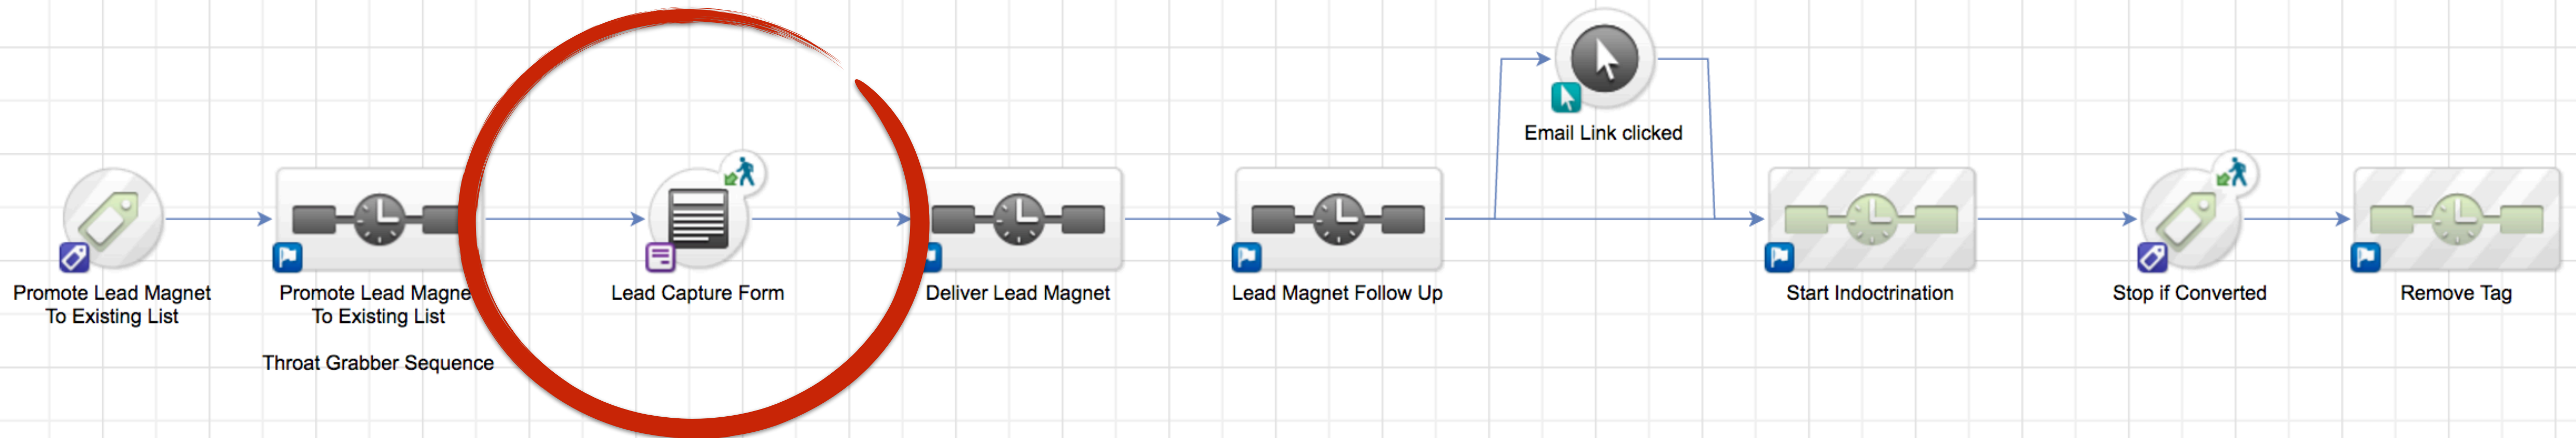 Email Link clicked
Promote Lead Magnet
To Existing List
Promote Lead Magne
To Existing List
Throat Grabber Sequence
Lead Capture Form
Deliver Lead Magnet
Lead Magnet Follow Up
Start Indoctrination
Stop if Converted
Remove Tag